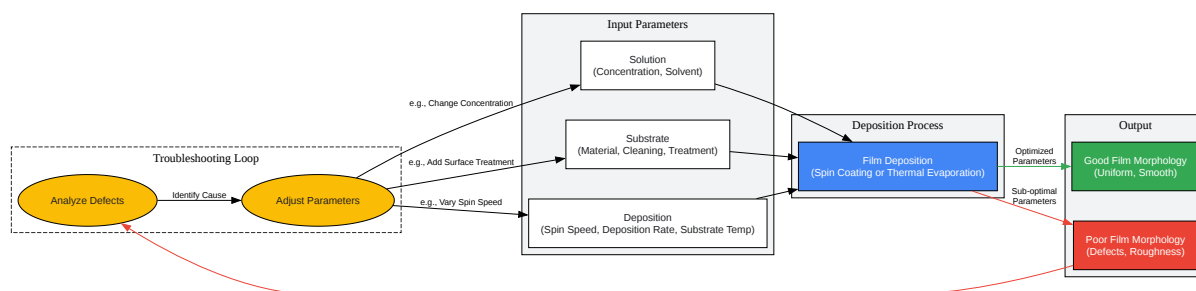 Troubleshooting Loop
Analyze Defects
Identify Cause
Adjust Parameters
e.g., Change Concentration
e.g., Add Surface Treatment
e.g., Vary Spin Speed
Input Parameters
Solution
(Concentration, Solvent)
Substrate
(Material, Cleaning, Treatment)
Deposition
(Spin Speed, Deposition Rate, Substrate Temp)
Deposition Process
Film Deposition
(Spin Coating or Thermal Evaporation)
Optimized
Parameters
Sub-optimal
Parameters
Output
Good Film Morphology
(Uniform, Smooth)
Poor Film Morphology
(Defects, Roughness)